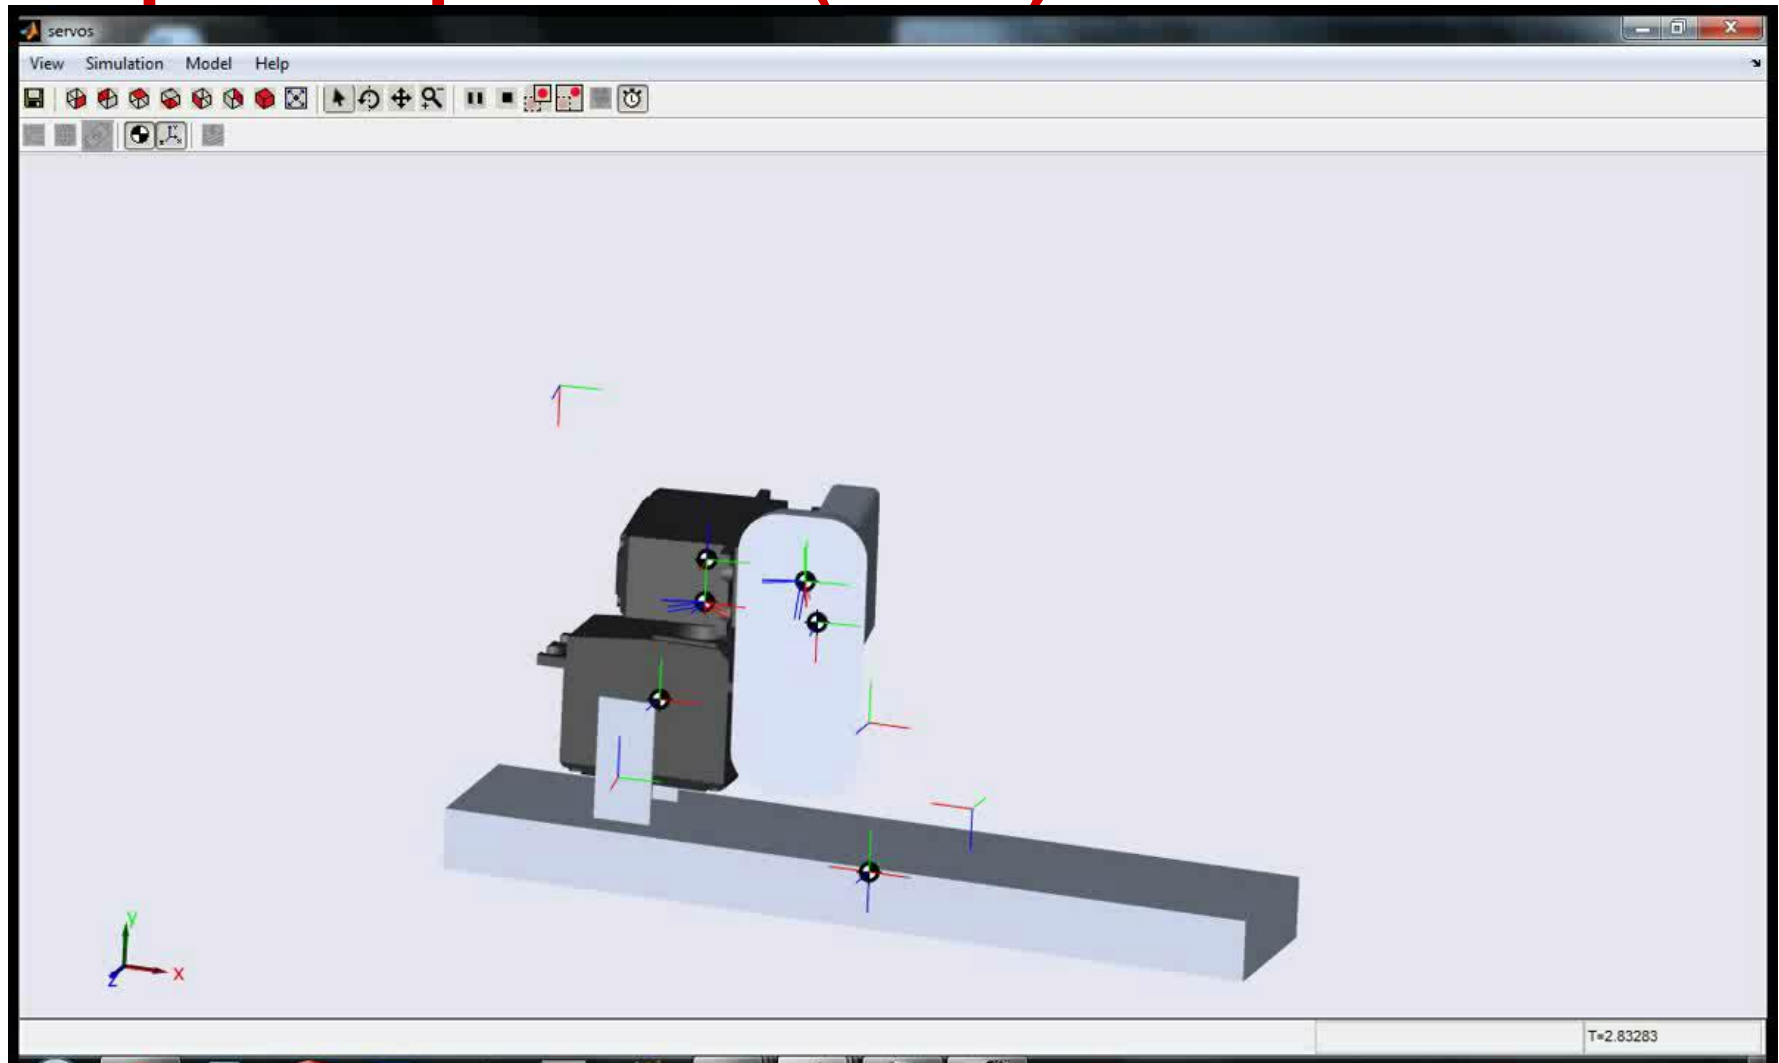 servos
View Simulation Model Help
y
x
z
T=2.83283